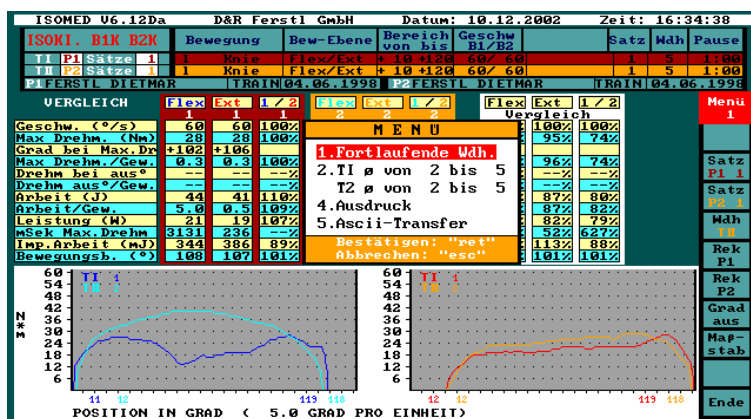 ISOMED V6.12Da D&R Ferstl GmbH Datum: 10.12.2002 Zeit: 16:34:38
ISOKI. B1K B2K Bewegung Bew-Ebene Bereich von bis Geschw B1/B2 Satz Wdh Pause
TI P1 Sätze 1 1 Knie Flex/Ext + 10 +120 60/ 60 1 5 1:00
TII P2 Sätze 1 1 Knie Flex/Ext + 10 +120 60/ 60 1 5 1:00
P1 FERSTL DIETMAR TRAIN 04.06.1998 P2 FERSTL DIETMAR TRAIN 04.06.1998
VERGLEICH Flex Ext 1 / 2 Flex Ext 1 / 2 Flex Ext 1 / 2 Menü
1 1 1 2 2 2 Vergleich 1
Geschw. (°/s) 60 60 100% 100% 100%
Max Drehm. (Nm) 28 28 100% 95% 74%
Grad bei Max.Dr +102 +106
Max Drehm./Gew. 0.3 0.3 100% 96% 74%
Drehm bei aus° -- -- --% --% --%
Drehm aus°/Gew. -- -- --% --% --%
Arbeit (J) 44 41 110% 87% 80%
Arbeit/Gew. 5.0 0.5 109% 87% 82%
Leistung (W) 21 19 107% 82% 79%
mSek Max.Drehm 3131 236 --% 52% 627%
Imp.Arbeit (mJ) 344 386 89% 113% 88%
Bewegungsb. (°) 108 107 101% 101% 101%
MENÜ
1.Fortlaufende Wdh.
2.TI ø von 2 bis 5
T2 ø von 2 bis 5
4.Ausdruck
5.Ascii-Transfer
Bestätigen: "ret"
Abbrechen: "esc"
Satz
P1 1
Satz
P2 1
Wdh
TII
Rek
P1
Rek
P2
Grad
aus
Maß-
stab
Ende
60 TI 1 60 TI 1
54 TII 2 54 TII 2
48 48
42 42
36 36
N*M
30 30
24 24
18 18
12 12
6 6
11 12 119 118 12 12 119 118
POSITION IN GRAD ( 5.0 GRAD PRO EINHEIT)